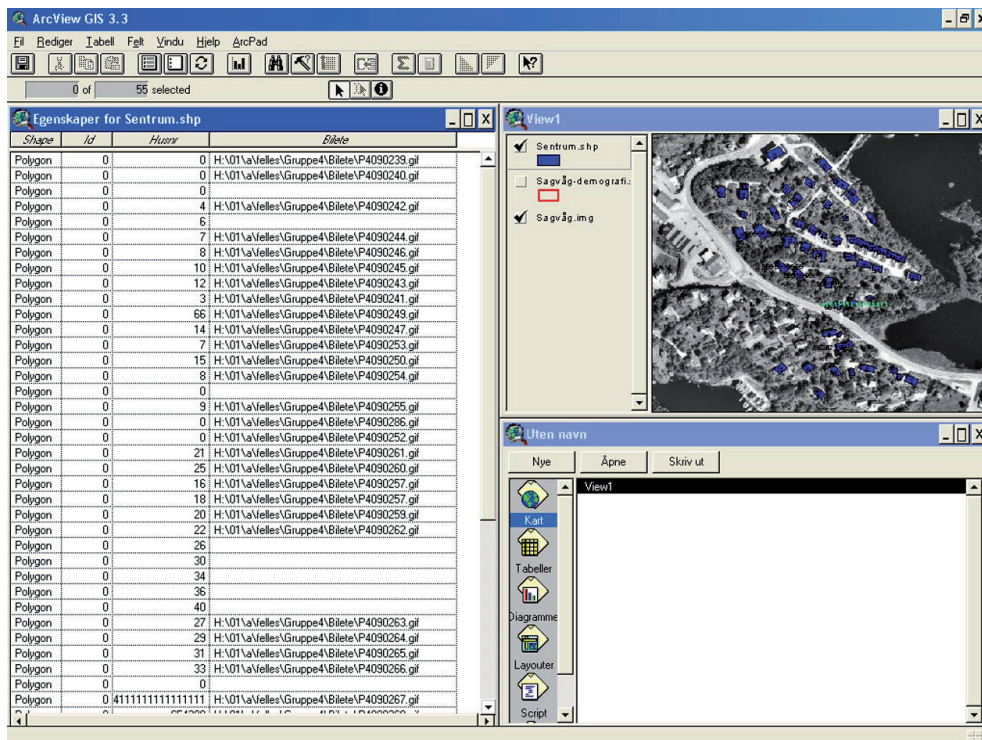 ArcView GIS 3.3
Fil Rediger Tabell Felt Vindu Hjelp ArcPad
0 of 55 selected
Egenskaper for Sentrum.shp
Shape Id Husnr Bilete
Polygon 0 0 H:\01\a\felles\Gruppe4\Bilete\P4090239.gif
Polygon 0 0 H:\01\a\felles\Gruppe4\Bilete\P4090240.gif
Polygon 0 0
Polygon 0 4 H:\01\a\felles\Gruppe4\Bilete\P4090242.gif
Polygon 0 6
Polygon 0 7 H:\01\a\felles\Gruppe4\Bilete\P4090244.gif
Polygon 0 8 H:\01\a\felles\Gruppe4\Bilete\P4090246.gif
Polygon 0 10 H:\01\a\felles\Gruppe4\Bilete\P4090245.gif
Polygon 0 12 H:\01\a\felles\Gruppe4\Bilete\P4090243.gif
Polygon 0 3 H:\01\a\felles\Gruppe4\Bilete\P4090241.gif
Polygon 0 66 H:\01\a\felles\Gruppe4\Bilete\P4090249.gif
Polygon 0 14 H:\01\a\felles\Gruppe4\Bilete\P4090247.gif
Polygon 0 7 H:\01\a\felles\Gruppe4\Bilete\P4090253.gif
Polygon 0 15 H:\01\a\felles\Gruppe4\Bilete\P4090250.gif
Polygon 0 8 H:\01\a\felles\Gruppe4\Bilete\P4090254.gif
Polygon 0 0
Polygon 0 9 H:\01\a\felles\Gruppe4\Bilete\P4090255.gif
Polygon 0 0 H:\01\a\felles\Gruppe4\Bilete\P4090286.gif
Polygon 0 0 H:\01\a\felles\Gruppe4\Bilete\P4090252.gif
Polygon 0 21 H:\01\a\felles\Gruppe4\Bilete\P4090261.gif
Polygon 0 25 H:\01\a\felles\Gruppe4\Bilete\P4090260.gif
Polygon 0 16 H:\01\a\felles\Gruppe4\Bilete\P4090257.gif
Polygon 0 18 H:\01\a\felles\Gruppe4\Bilete\P4090257.gif
Polygon 0 20 H:\01\a\felles\Gruppe4\Bilete\P4090259.gif
Polygon 0 22 H:\01\a\felles\Gruppe4\Bilete\P4090262.gif
Polygon 0 26
Polygon 0 30
Polygon 0 34
Polygon 0 36
Polygon 0 40
Polygon 0 27 H:\01\a\felles\Gruppe4\Bilete\P4090263.gif
Polygon 0 29 H:\01\a\felles\Gruppe4\Bilete\P4090264.gif
Polygon 0 31 H:\01\a\felles\Gruppe4\Bilete\P4090265.gif
Polygon 0 33 H:\01\a\felles\Gruppe4\Bilete\P4090266.gif
Polygon 0 0
Polygon 0 4111111111111111 H:\01\a\felles\Gruppe4\Bilete\P4090267.gif
View1
Sentrum.shp
Sagvåg-demografi.
Sagvåg.img
Uten navn
Nye Åpne Skriv ut
View1
Kart
Tabeller
Diagramme
Layouter
Script